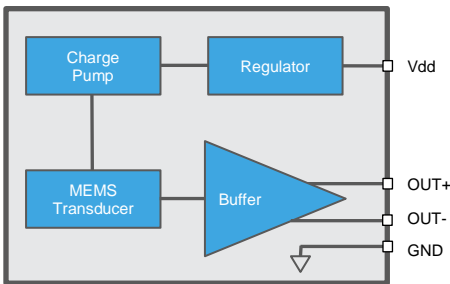 Charge
Pump
Regulator
Vdd
MEMS
Transducer
Buffer
OUT+
OUT-
GND